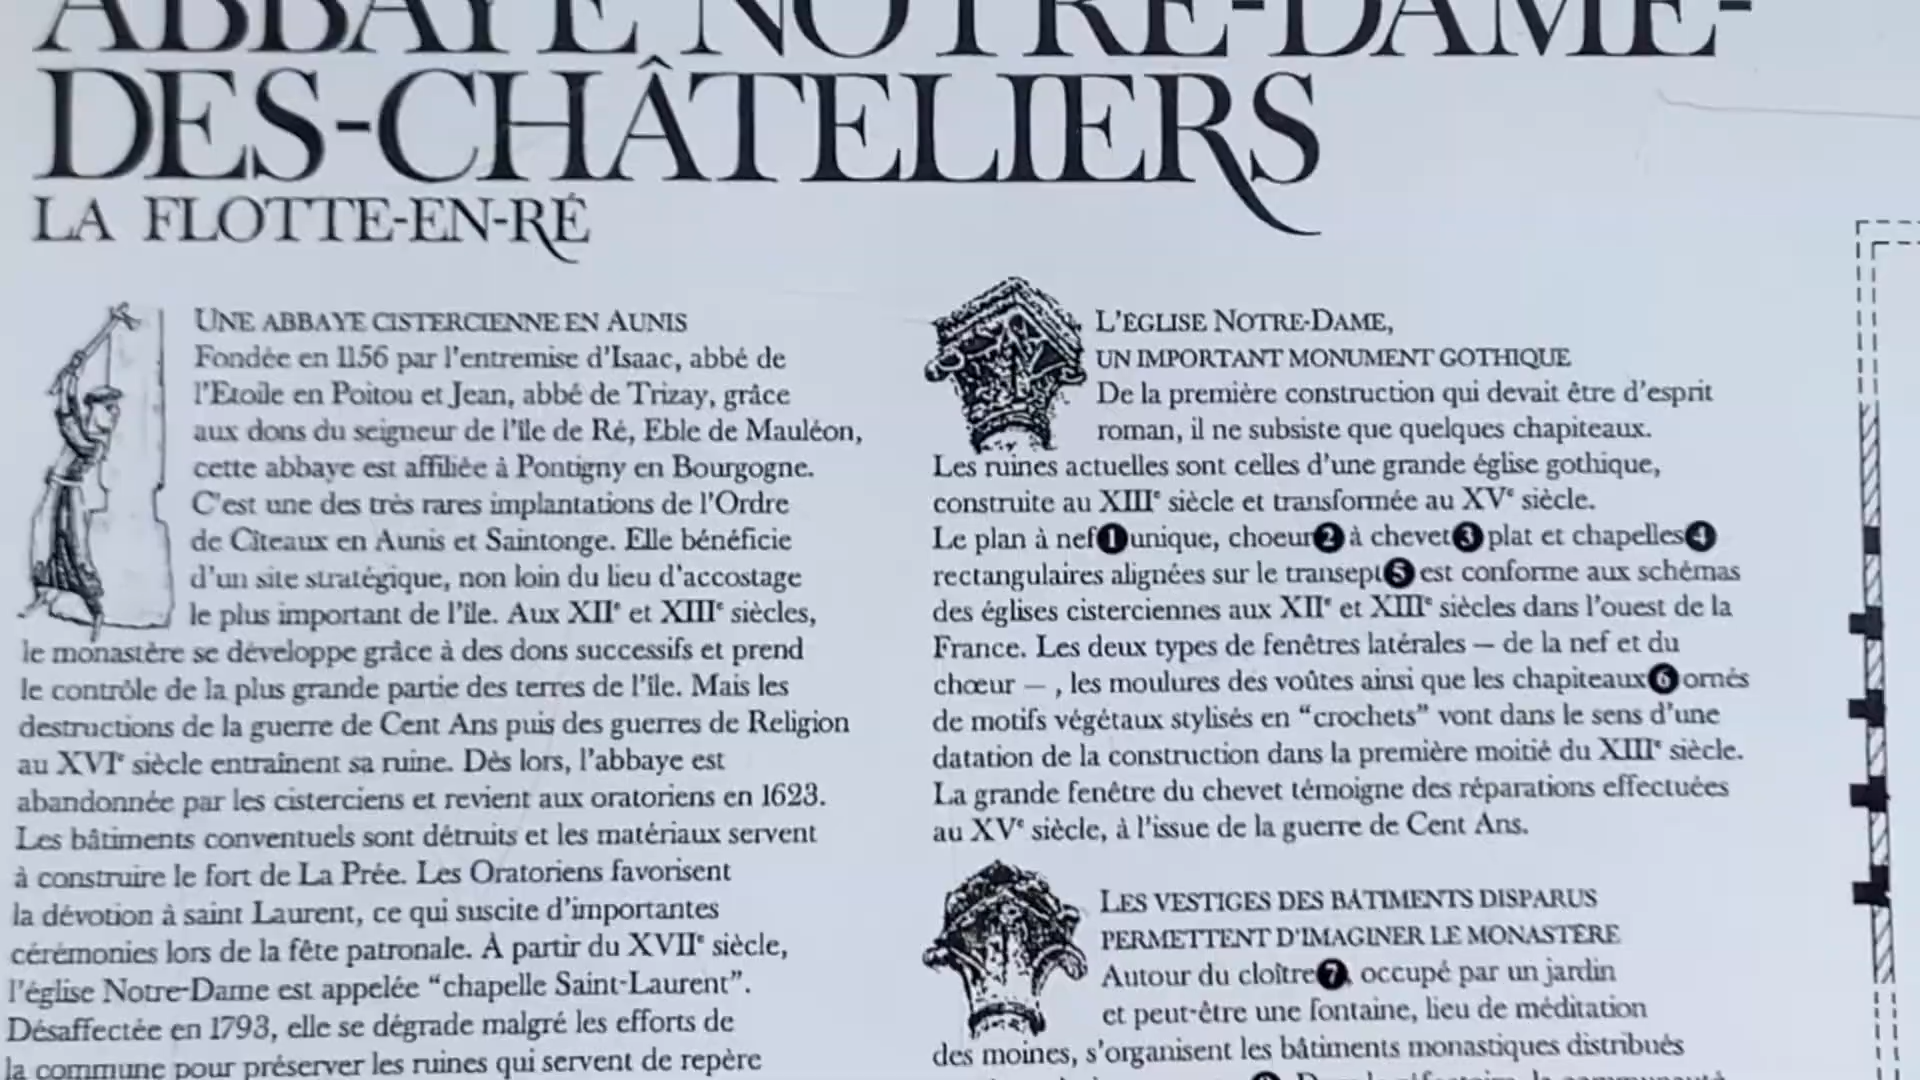 ABBAYE NOTRE-DAME-
DES-CHÂTELIERS
LA FLOTTE-EN-RÉ
UNE ABBAYE CISTERCIENNE EN AUNIS
Fondée en 1156 par l'entremise d'Isaac, abbé de
l'Etoile en Poitou et Jean, abbé de Trizay, grâce
aux dons du seigneur de l'île de Ré, Eble de Mauléon,
cette abbaye est affiliée à Pontigny en Bourgogne.
C'est une des très rares implantations de l'Ordre
de Cîteaux en Aunis et Saintonge. Elle bénéficie
d'un site stratégique, non loin du lieu d'accostage
le plus important de l'île. Aux XIIe et XIIIe siècles,
le monastère se développe grâce à des dons successifs et prend
le contrôle de la plus grande partie des terres de l'île. Mais les
destructions de la guerre de Cent Ans puis des guerres de Religion
au XVIe siècle entraînent sa ruine. Dès lors, l'abbaye est
abandonnée par les cisterciens et revient aux oratoriens en 1623.
Les bâtiments conventuels sont détruits et les matériaux servent
à construire le fort de La Prée. Les Oratoriens favorisent
la dévotion à saint Laurent, ce qui suscite d'importantes
cérémonies lors de la fête patronale. À partir du XVIIe siècle,
l'église Notre-Dame est appelée “chapelle Saint-Laurent”.
Désaffectée en 1793, elle se dégrade malgré les efforts de
la commune pour préserver les ruines qui servent de repère
L'ÉGLISE NOTRE-DAME,
UN IMPORTANT MONUMENT GOTHIQUE
De la première construction qui devait être d'esprit
roman, il ne subsiste que quelques chapiteaux.
Les ruines actuelles sont celles d'une grande église gothique,
construite au XIIIe siècle et transformée au XVe siècle.
Le plan à nef 1 unique, choeur 2 à chevet 3 plat et chapelles 4
rectangulaires alignées sur le transept 5 est conforme aux schémas
des églises cisterciennes aux XIIe et XIIIe siècles dans l'ouest de la
France. Les deux types de fenêtres latérales – de la nef et du
chœur – , les moulures des voûtes ainsi que les chapiteaux 6 ornés
de motifs végétaux stylisés en “crochets” vont dans le sens d'une
datation de la construction dans la première moitié du XIIIe siècle.
La grande fenêtre du chevet témoigne des réparations effectuées
au XVe siècle, à l'issue de la guerre de Cent Ans.
LES VESTIGES DES BÂTIMENTS DISPARUS
PERMETTENT D'IMAGINER LE MONASTÈRE
Autour du cloître 7, occupé par un jardin
et peut-être une fontaine, lieu de méditation
des moines, s'organisent les bâtiments monastiques distribués